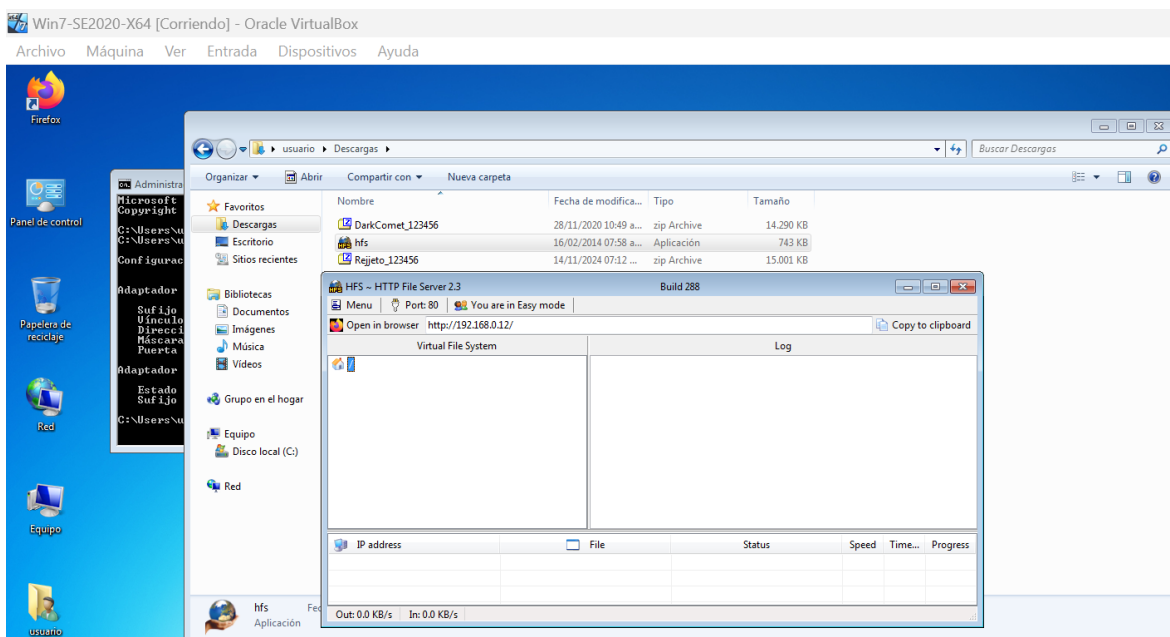 Win7-SE2020-X64 [Corriendo] - Oracle VirtualBox
Archivo Máquina Ver Entrada Dispositivos Ayuda
Firefox
Panel de control
Papelera de reciclaje
Red
Equipo
usuario
Administra
Microsoft
Copyright
C:\Users\u
C:\Users\u
Configurac
Adaptador
Sufijo
Vínculo
Direcci
Máscara
Puerta
Adaptador
Estado
Sufijo
C:\Users\u
usuario Descargas
Buscar Descargas
Organizar Abrir Compartir con Nueva carpeta
Favoritos
Descargas
Escritorio
Sitios recientes
Bibliotecas
Documentos
Imágenes
Música
Vídeos
Grupo en el hogar
Equipo
Disco local (C:)
Red
Nombre Fecha de modifica... Tipo Tamaño
DarkComet_123456 28/11/2020 10:49 a... zip Archive 14.290 KB
hfs 16/02/2014 07:58 a... Aplicación 743 KB
Rejjeto_123456 14/11/2024 07:12 ... zip Archive 15.001 KB
HFS ~ HTTP File Server 2.3 Build 288
Menu Port: 80 You are in Easy mode
Open in browser http://192.168.0.12/ Copy to clipboard
Virtual File System Log
/
IP address File Status Speed Time... Progress
Out: 0.0 KB/s In: 0.0 KB/s
hfs Fec
Aplicación